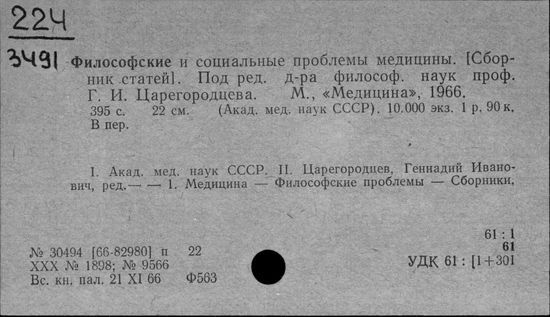 224
3491
Философские и социальные проблемы медицины. [Сбор-
ник статей]. Под ред. д-ра философ. наук проф.
Г. И. Царегородцева. М., «Медицина», 1966.
395 с. 22 см. (Акад. мед. наук СССР). 10.000 экз. 1 р. 90 к.
В пер.
I. Акад. мед. наук СССР. II. Царегородцев, Геннадий Ивано-
вич, ред.— — 1. Медицина — Философские проблемы — Сборники.
61 : 1
61
№ 30494 [66-82980] п 22
УДК 61 : [1+301
XXX № 1898; № 9566
Вс. кн. пал. 21 XI 66 Ф563